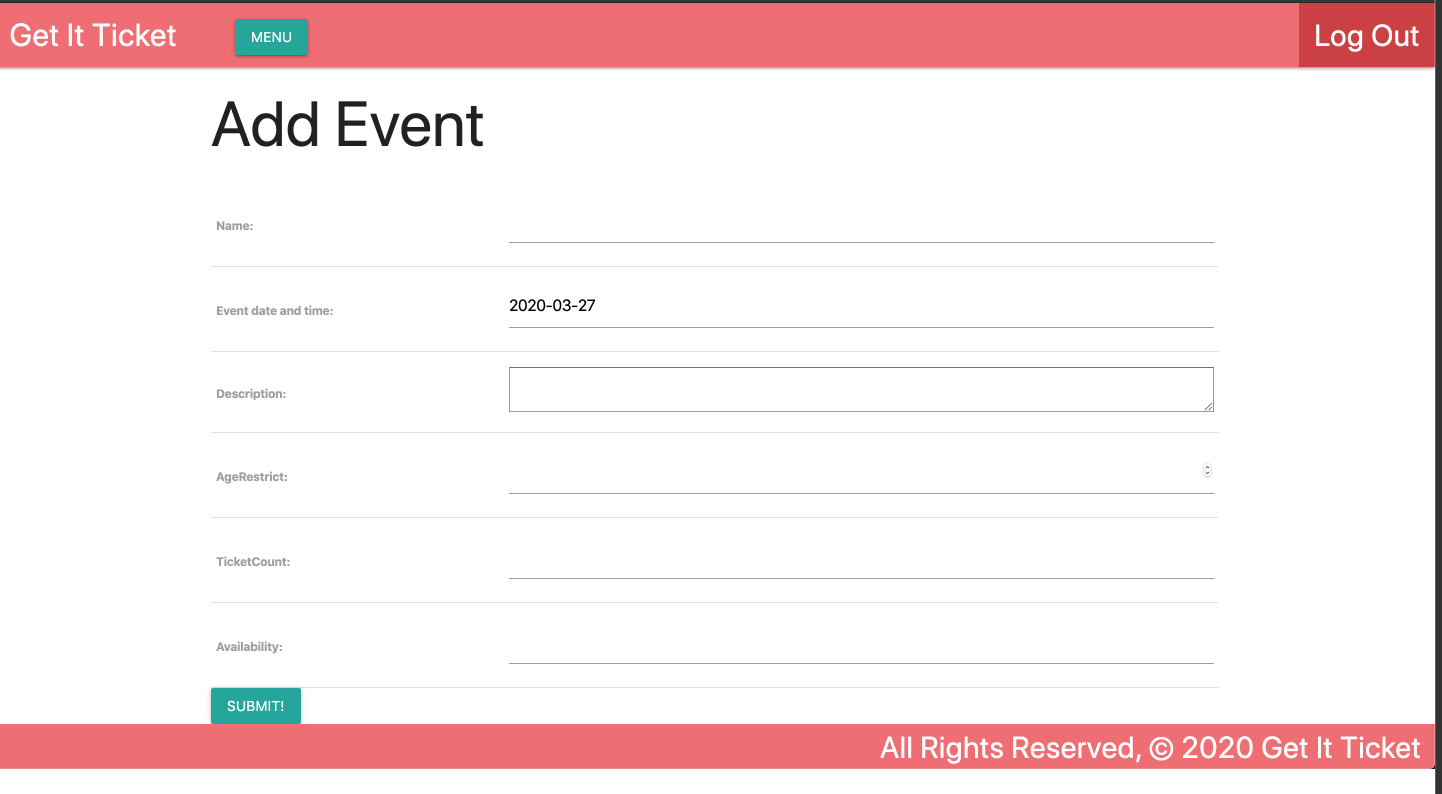 Get It Ticket
MENU
Log Out
Add Event
Name:
Event date and time:
2020-03-27
Description:
AgeRestrict:
TicketCount:
Availability:
SUBMIT!
All Rights Reserved, © 2020 Get It Ticket